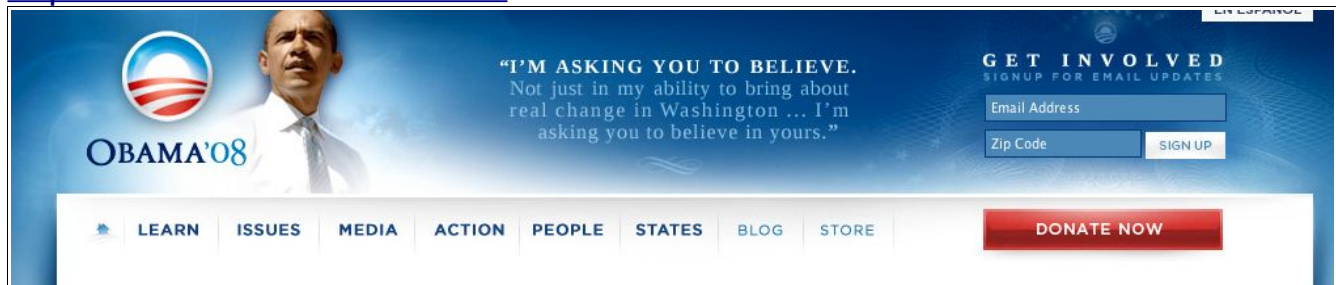 EN ESPAÑOL
GET INVOLVED
SIGNUP FOR EMAIL UPDATES
“I’M ASKING YOU TO BELIEVE.
Not just in my ability to bring about
real change in Washington ... I’m
asking you to believe in yours.”
Email Address
Zip Code
SIGN UP
OBAMA’08
LEARN
ISSUES
MEDIA
ACTION
PEOPLE
STATES
BLOG
STORE
DONATE NOW